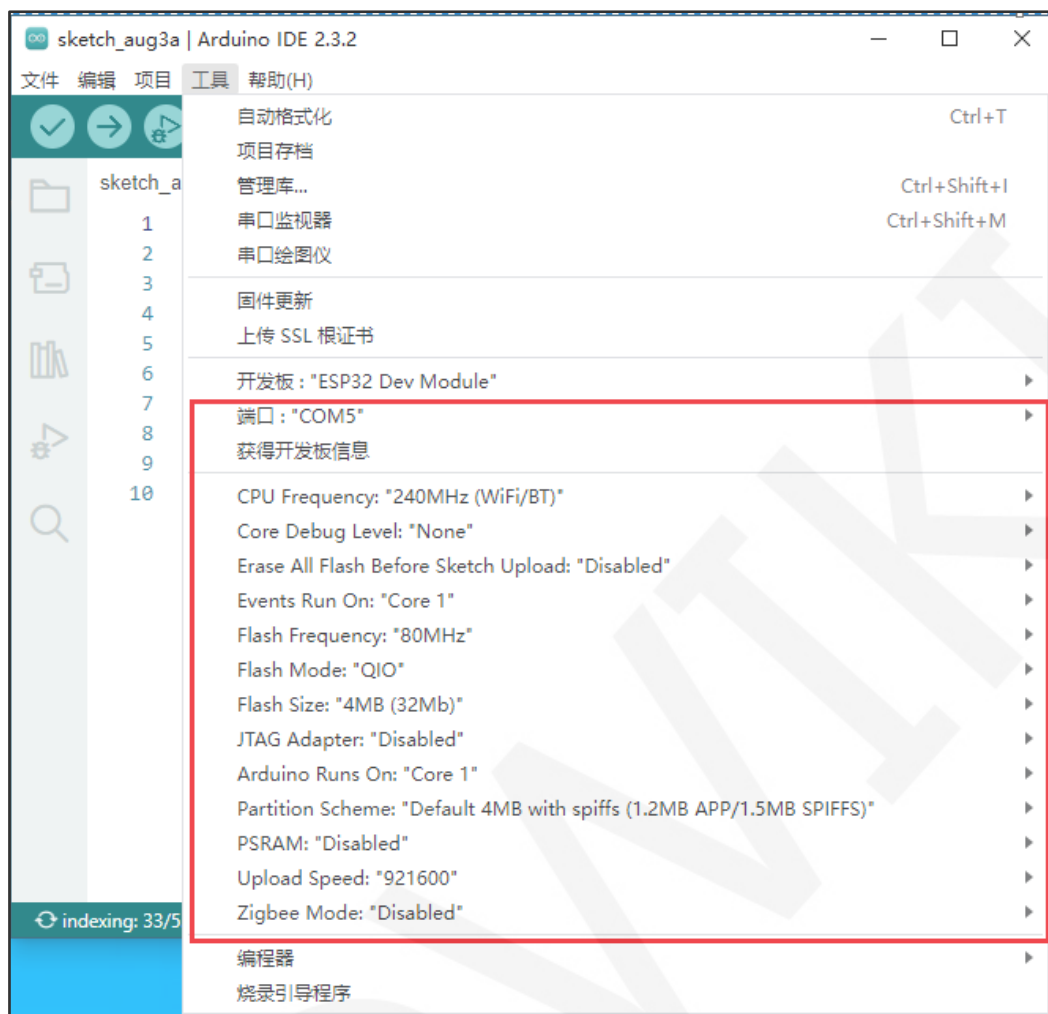 sketch_aug3a | Arduino IDE 2.3.2
文件 编辑 项目 工具 帮助(H)
自动格式化 Ctrl+T
项目存档
sketch_a
管理库... Ctrl+Shift+I
1
串口监视器 Ctrl+Shift+M
2
串口绘图仪
3
固件更新
4
上传 SSL 根证书
5
6
开发板 : "ESP32 Dev Module"
7
端口 : "COM5"
8
获得开发板信息
9
10
CPU Frequency: "240MHz (WiFi/BT)"
Core Debug Level: "None"
Erase All Flash Before Sketch Upload: "Disabled"
Events Run On: "Core 1"
Flash Frequency: "80MHz"
Flash Mode: "QIO"
Flash Size: "4MB (32Mb)"
JTAG Adapter: "Disabled"
Arduino Runs On: "Core 1"
Partition Scheme: "Default 4MB with spiffs (1.2MB APP/1.5MB SPIFFS)"
PSRAM: "Disabled"
Upload Speed: "921600"
Zigbee Mode: "Disabled"
indexing: 33/5
编程器
烧录引导程序